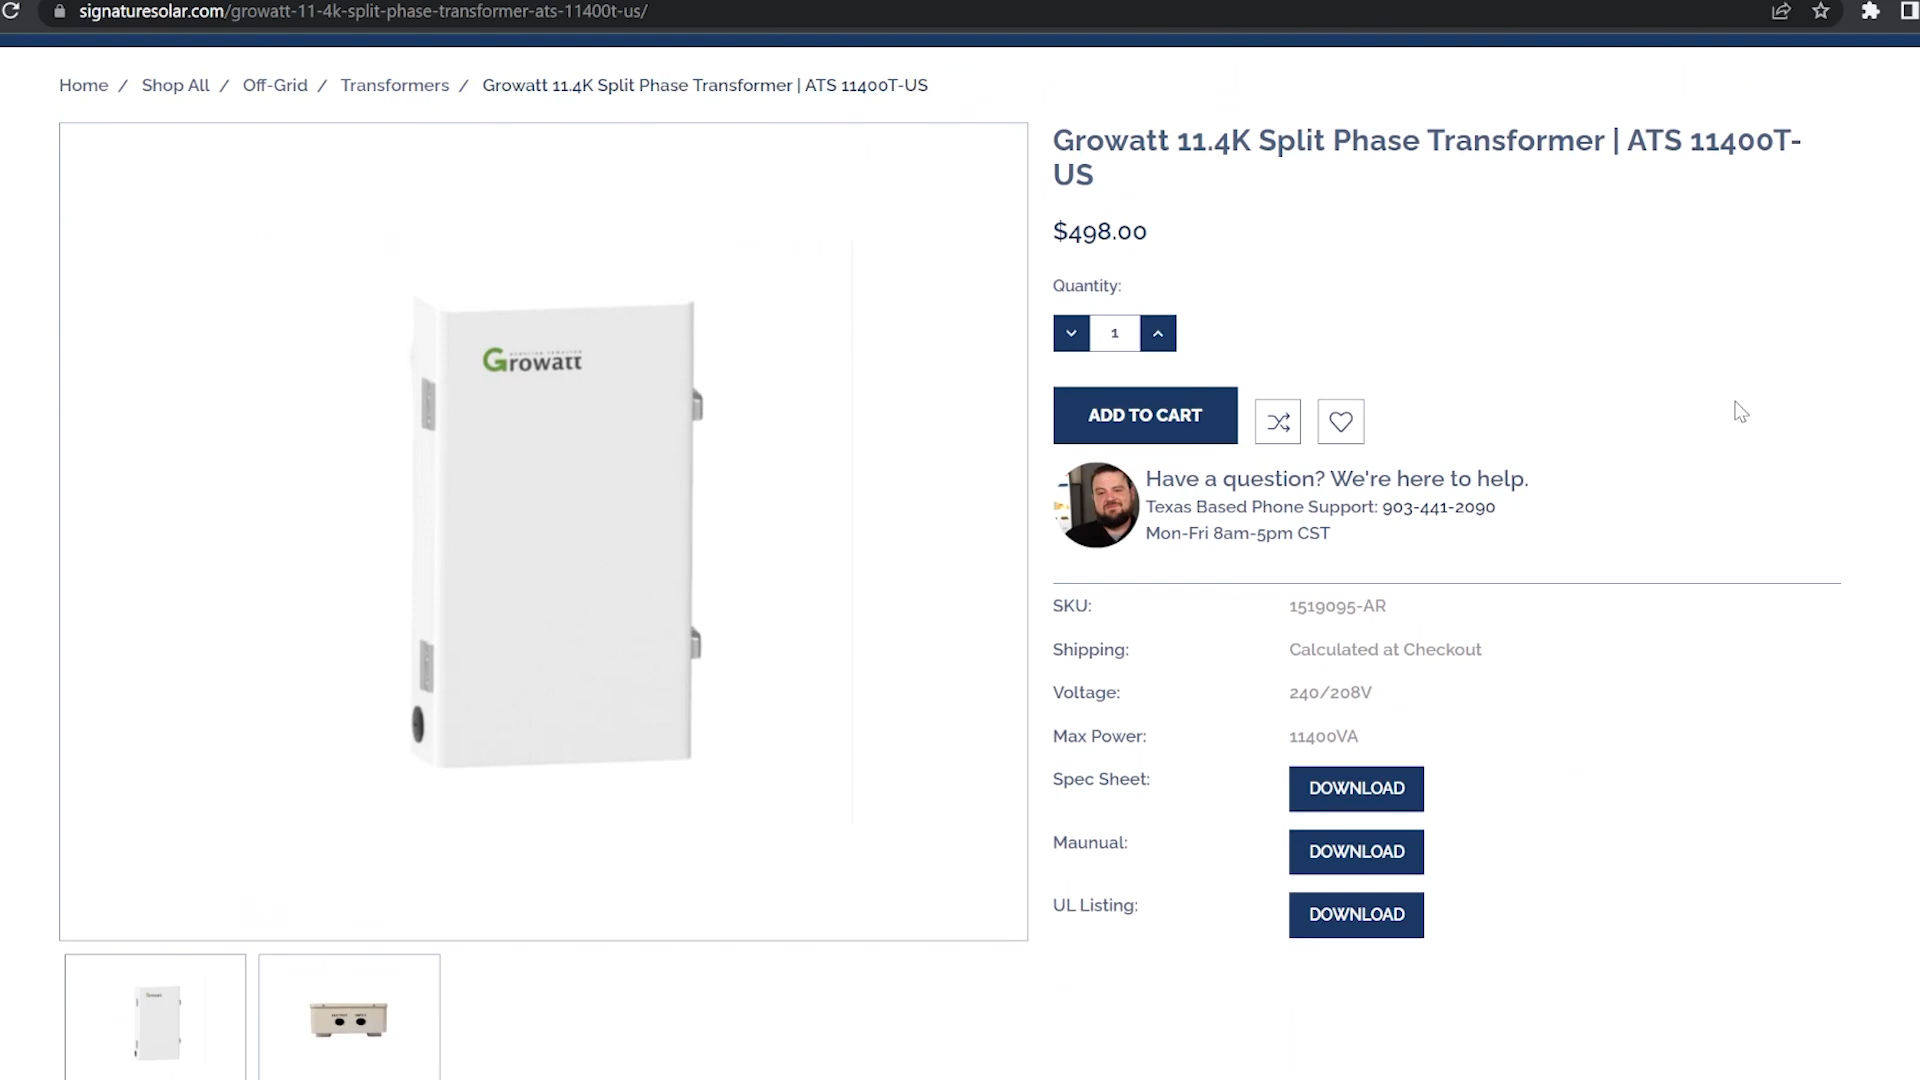 signaturesolar.com/growatt-11-4k-split-phase-transformer-ats-11400t-us/
Home / Shop All / Off-Grid / Transformers / Growatt 11.4K Split Phase Transformer | ATS 11400T-US
Growatt
Growatt 11.4K Split Phase Transformer | ATS 11400T-
US
$498.00
Quantity:
1
ADD TO CART
Have a question? We're here to help.
Texas Based Phone Support: 903-441-2090
Mon-Fri 8am-5pm CST
SKU: 1519095-AR
Shipping: Calculated at Checkout
Voltage: 240/208V
Max Power: 11400VA
Spec Sheet: DOWNLOAD
Maunual: DOWNLOAD
UL Listing: DOWNLOAD
Growatt
OUTPUT INPUT